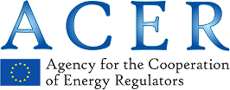 ACER
Agency for the Cooperation
of Energy Regulators